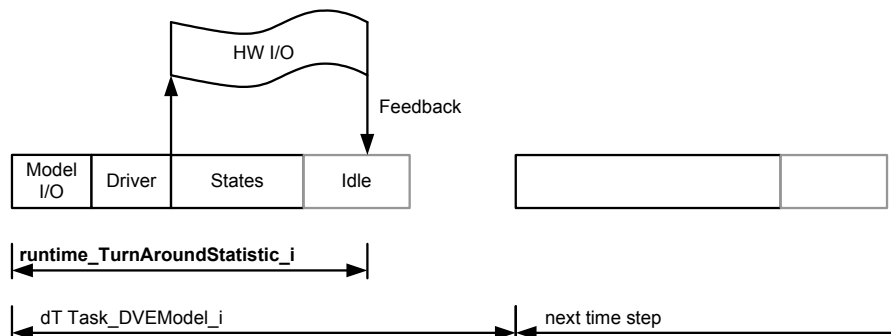 HW I/O
Feedback
Model
I/O
Driver
States
Idle
runtime_TurnAroundStatistic_i
dT Task_DVEModel_i
next time step